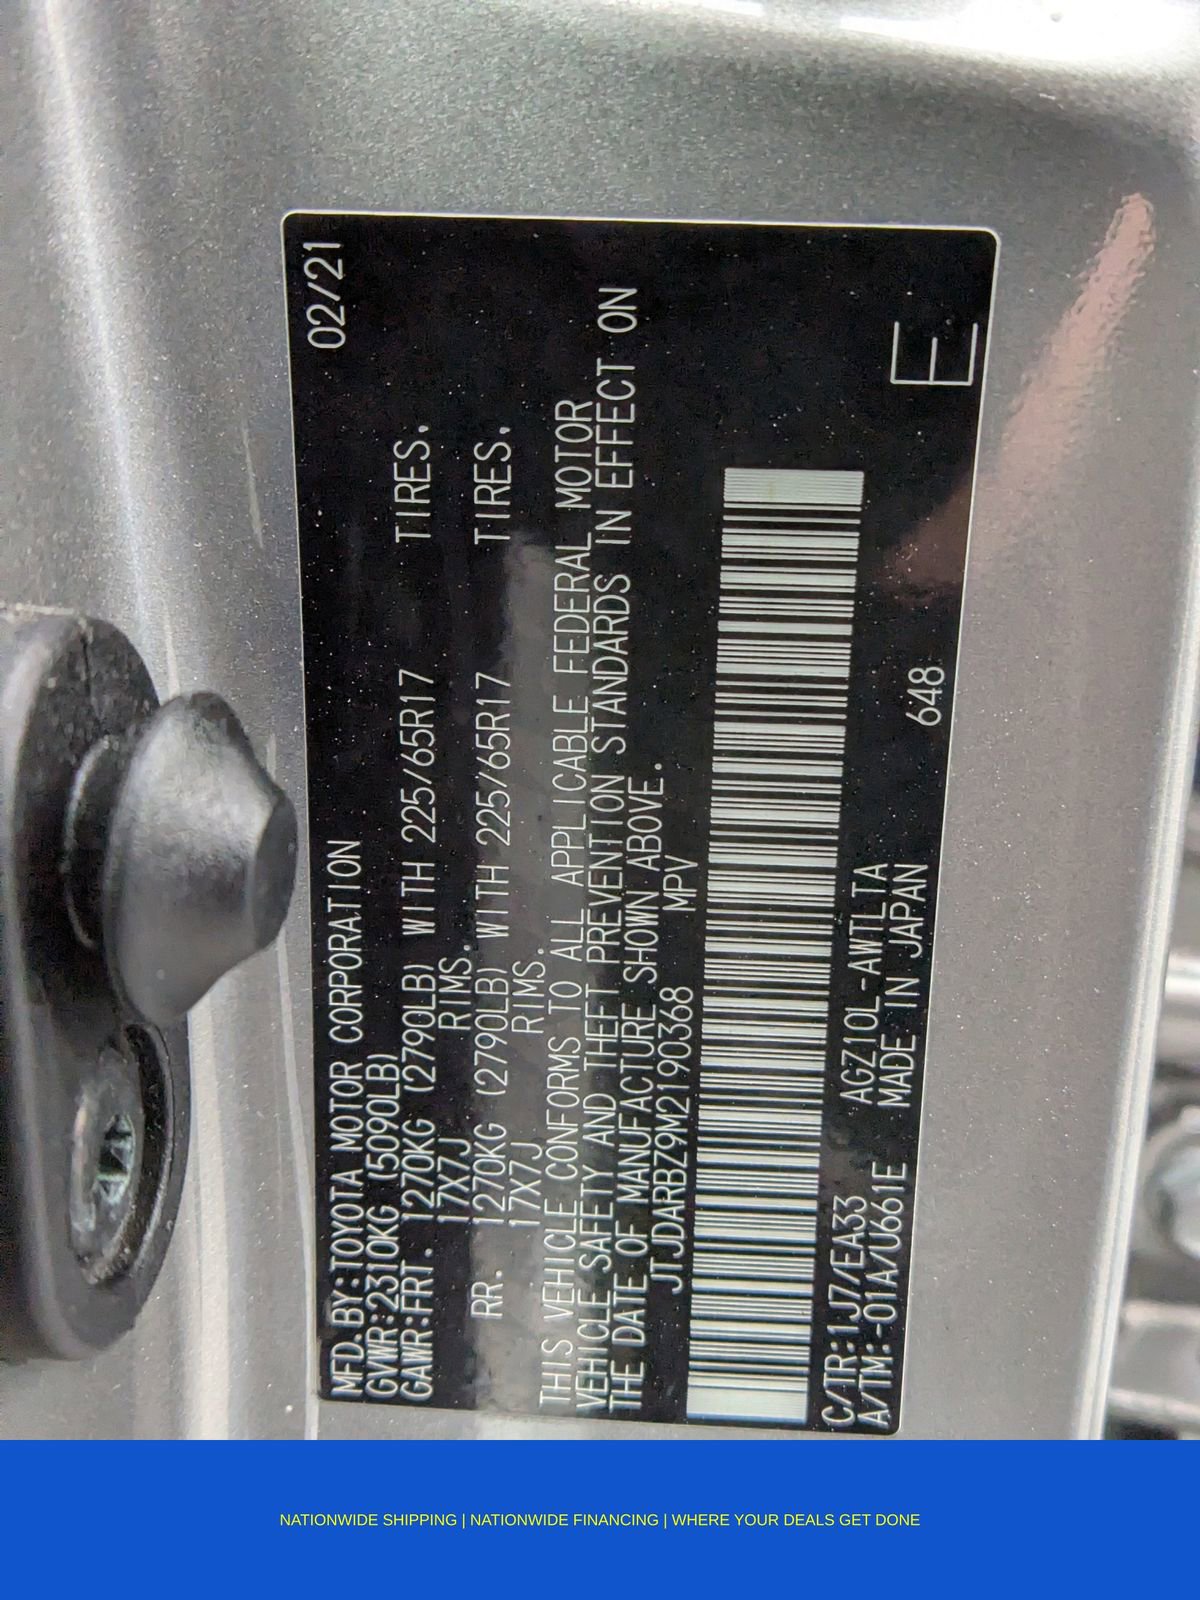 02/21
MFD.BY:TOYOTA MOTOR CORPORATION
GVWR:2310KG (5090LB)
GAWR:FRT. 1270KG (2790LB) WITH 225/65R17 TIRES.
17X7J RIMS.
RR. 1270KG (2790LB) WITH 225/65R17 TIRES.
17X7J RIMS.
THIS VEHICLE CONFORMS TO ALL APPLICABLE FEDERAL MOTOR
VEHICLE SAFETY AND THEFT PREVENTION STANDARDS IN EFFECT ON
THE DATE OF MANUFACTURE SHOWN ABOVE.
JTJDARBZ9M2190368 MPV
C/TR:1J7/EA33 AGZ10L-AWTLTA
A/TM:-01A/U661E MADE IN JAPAN 648 E
NATIONWIDE SHIPPING | NATIONWIDE FINANCING | WHERE YOUR DEALS GET DONE